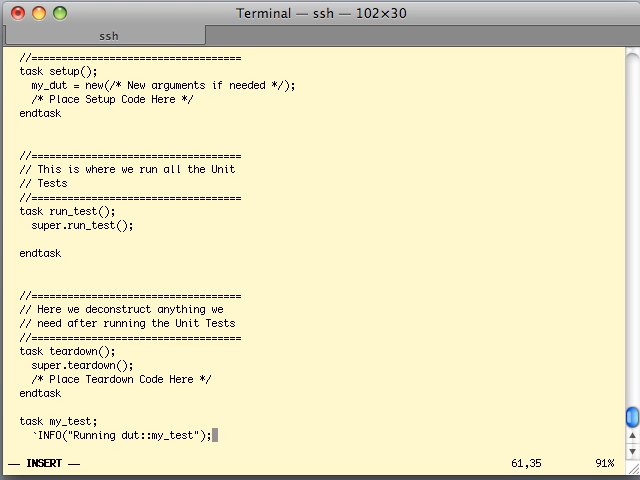 Terminal — ssh — 102×30
ssh
//===================================
task setup();
my_dut = new(/* New arguments if needed */);
/* Place Setup Code Here */
endtask
//===================================
// This is where we run all the Unit
// Tests
//===================================
task run_test();
super.run_test();
endtask
//===================================
// Here we deconstruct anything we
// need after running the Unit Tests
//===================================
task teardown();
super.teardown();
/* Place Teardown Code Here */
endtask
task my_test;
`INFO("Running dut::my_test");
-- INSERT -- 61,35 91%